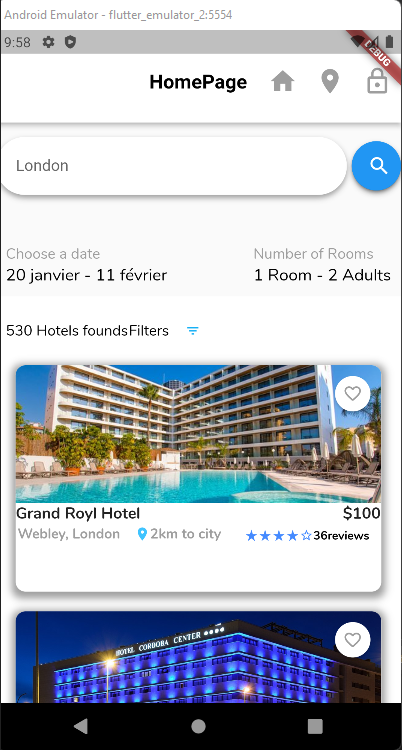 Android Emulator - flutter_emulator_2:5554
9:58
DEBUG
HomePage
London
Choose a date
Number of Rooms
20 janvier - 11 février
1 Room - 2 Adults
530 Hotels foundsFilters
Grand Royl Hotel
$100
Webley, London
2km to city
36reviews
HOTEL CORDOBA CENTER